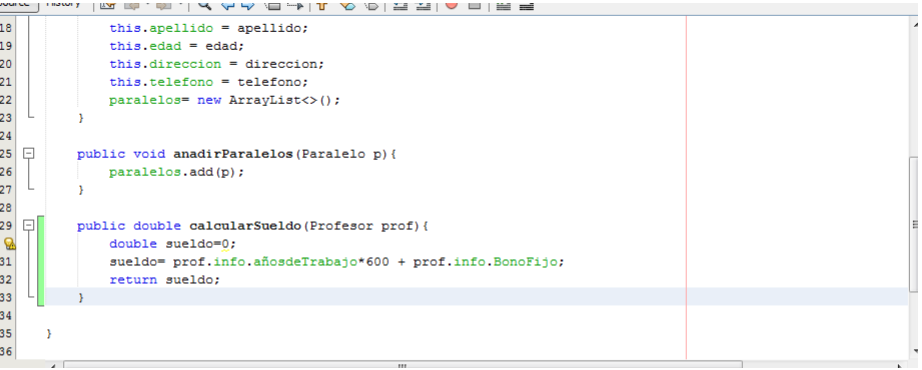 Source History
18 this.apellido = apellido;
19 this.edad = edad;
20 this.direccion = direccion;
21 this.telefono = telefono;
22 paralelos= new ArrayList<>();
23 }
24
25 public void anadirParalelos(Paralelo p){
26 paralelos.add(p);
27 }
28
29 public double calcularSueldo(Profesor prof){
double sueldo=0;
31 sueldo= prof.info.añosdeTrabajo*600 + prof.info.BonoFijo;
32 return sueldo;
33 }
34
35 }
36